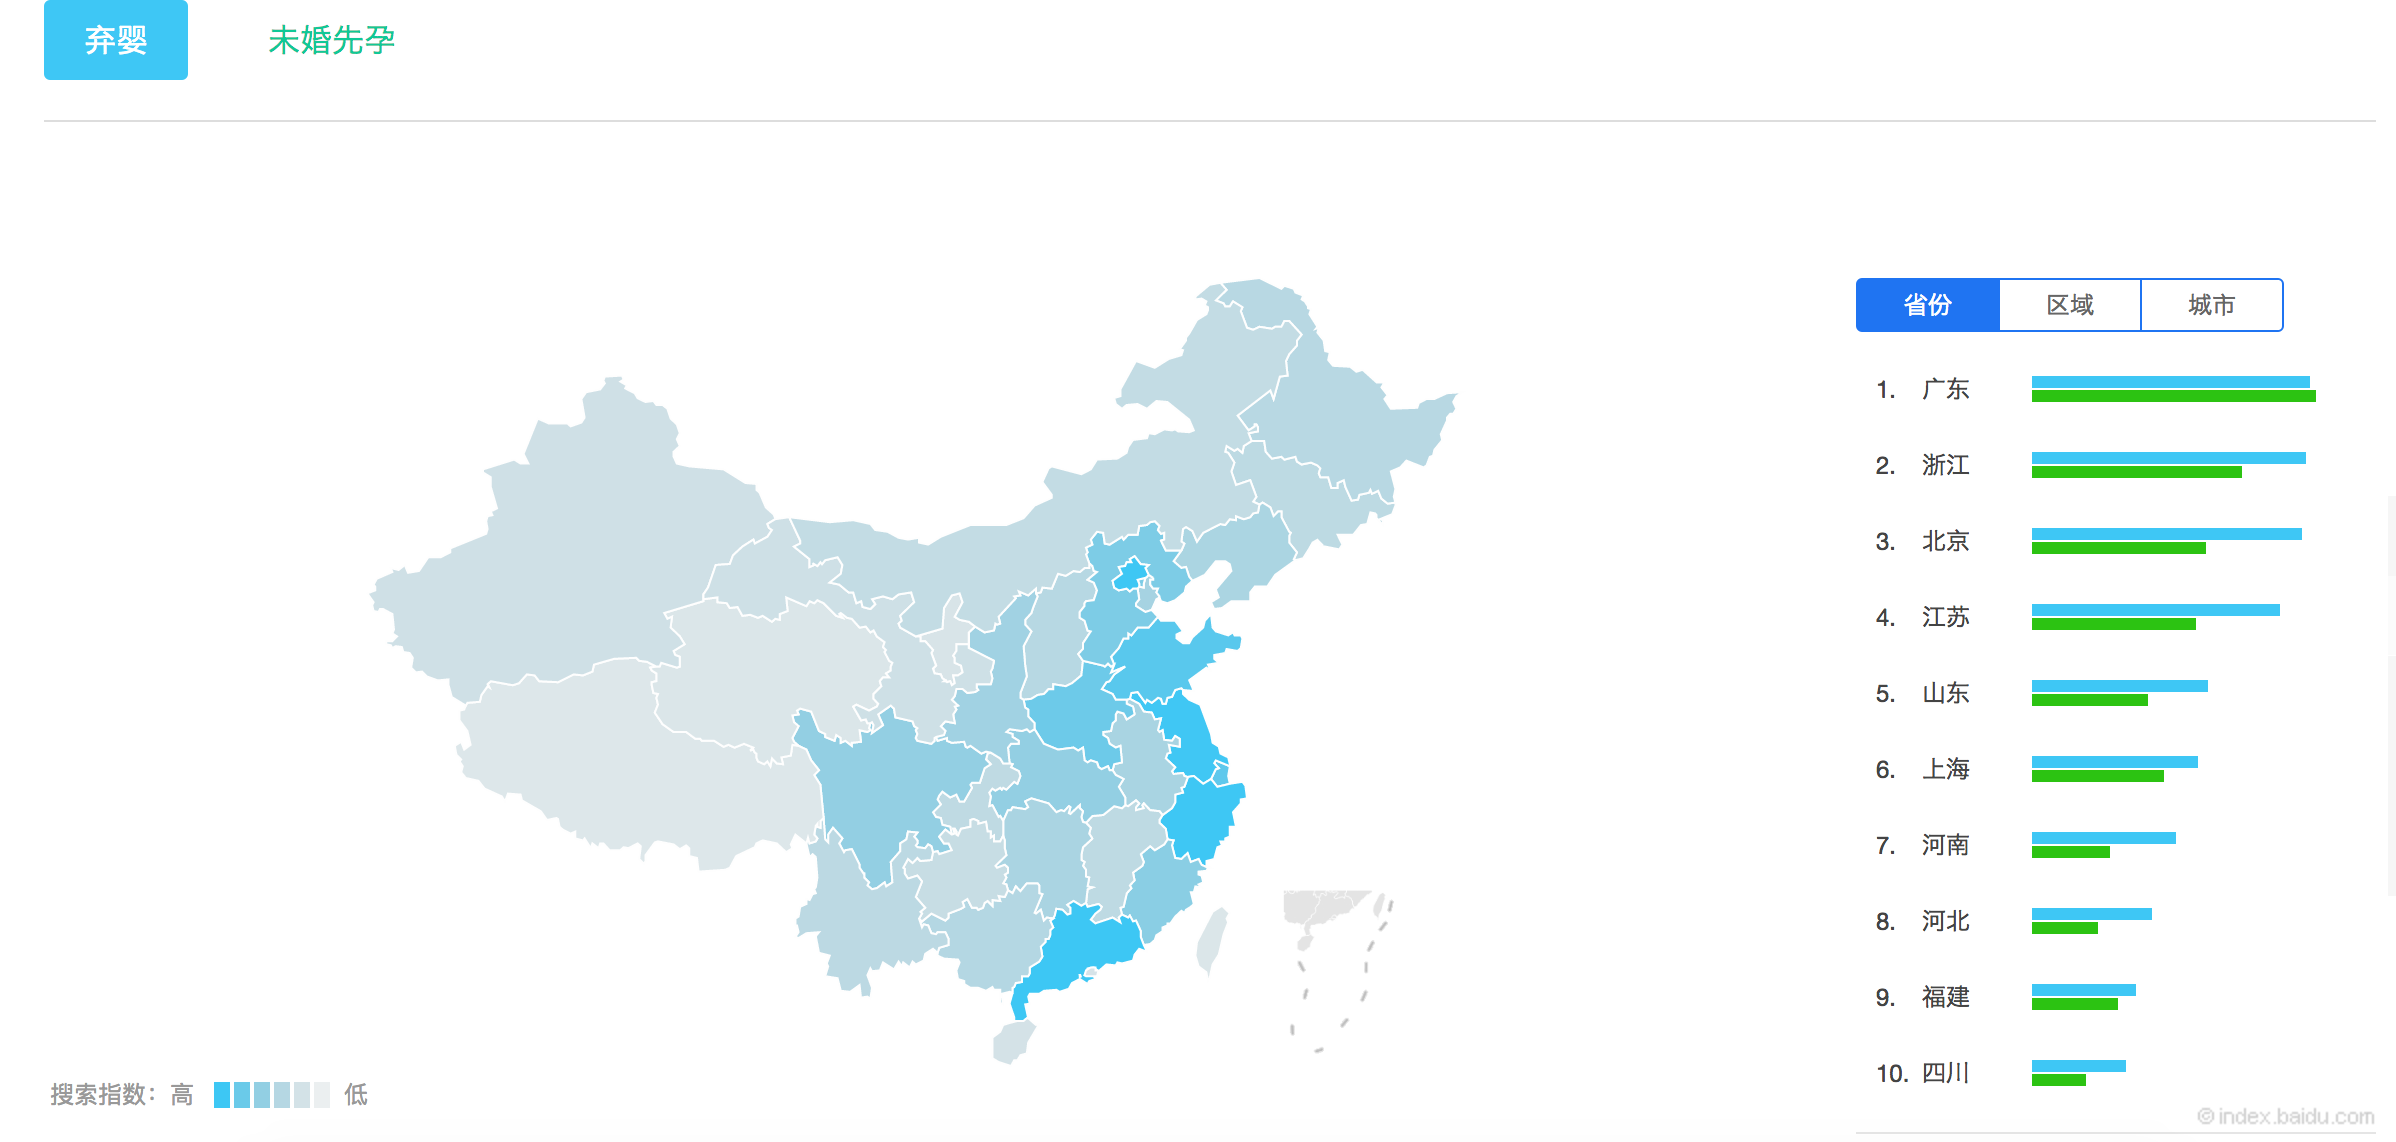 弃婴 未婚先孕
省份 区域 城市
1. 广东
2. 浙江
3. 北京
4. 江苏
5. 山东
6. 上海
7. 河南
8. 河北
9. 福建
10. 四川
搜索指数：高 低
©index.baidu.com